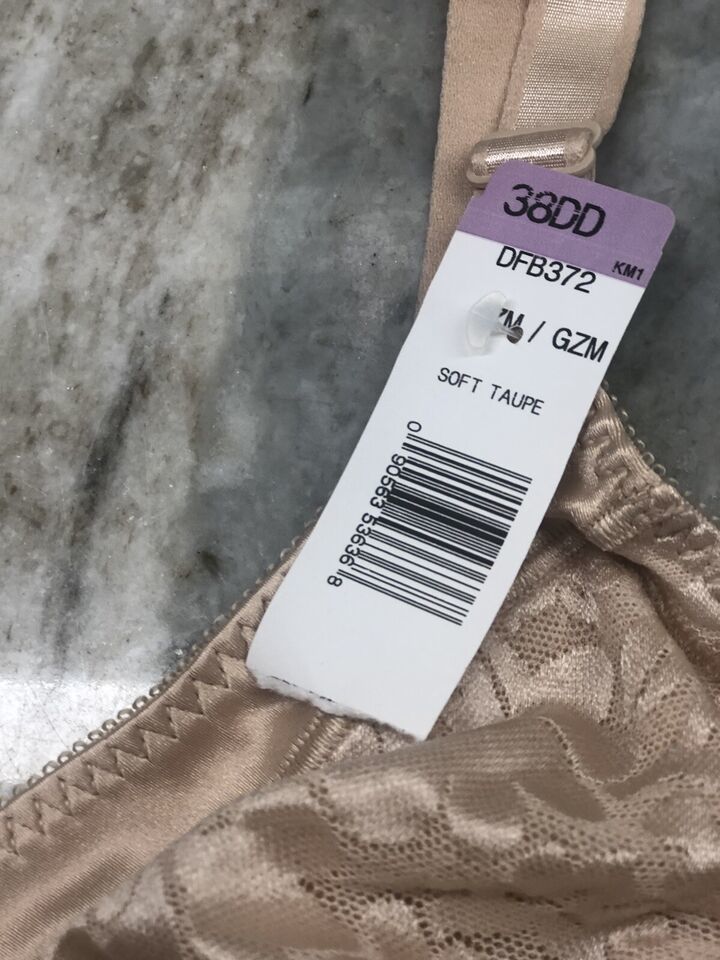 38DD
KM1
DFB372
/ GZM
SOFT TAUPE
0 90563 53636 8